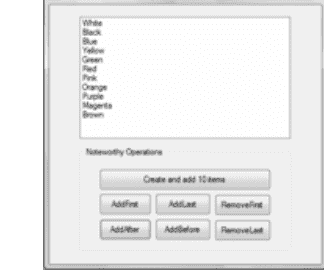 White
Black
Blue
Yellow
Green
Red
Pink
Orange
Purple
Magenta
Brown
Noteworthy Operations
Create and add 10 items
AddFirst AddLast RemoveFirst
AddAfter AddBefore RemoveLast